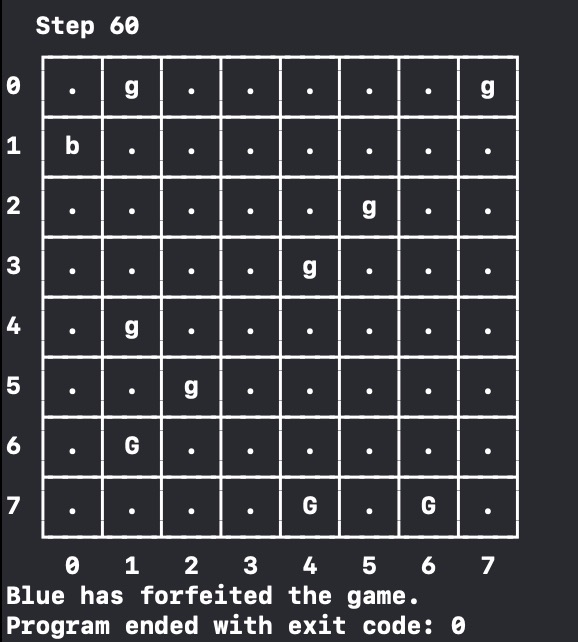 Step 60
0 . g . . . . . g
1 b . . . . . . .
2 . . . . . g . .
3 . . . . g . . .
4 . g . . . . . .
5 . . g . . . . .
6 . G . . . . . .
7 . . . . G . G .
0 1 2 3 4 5 6 7
Blue has forfeited the game.
Program ended with exit code: 0